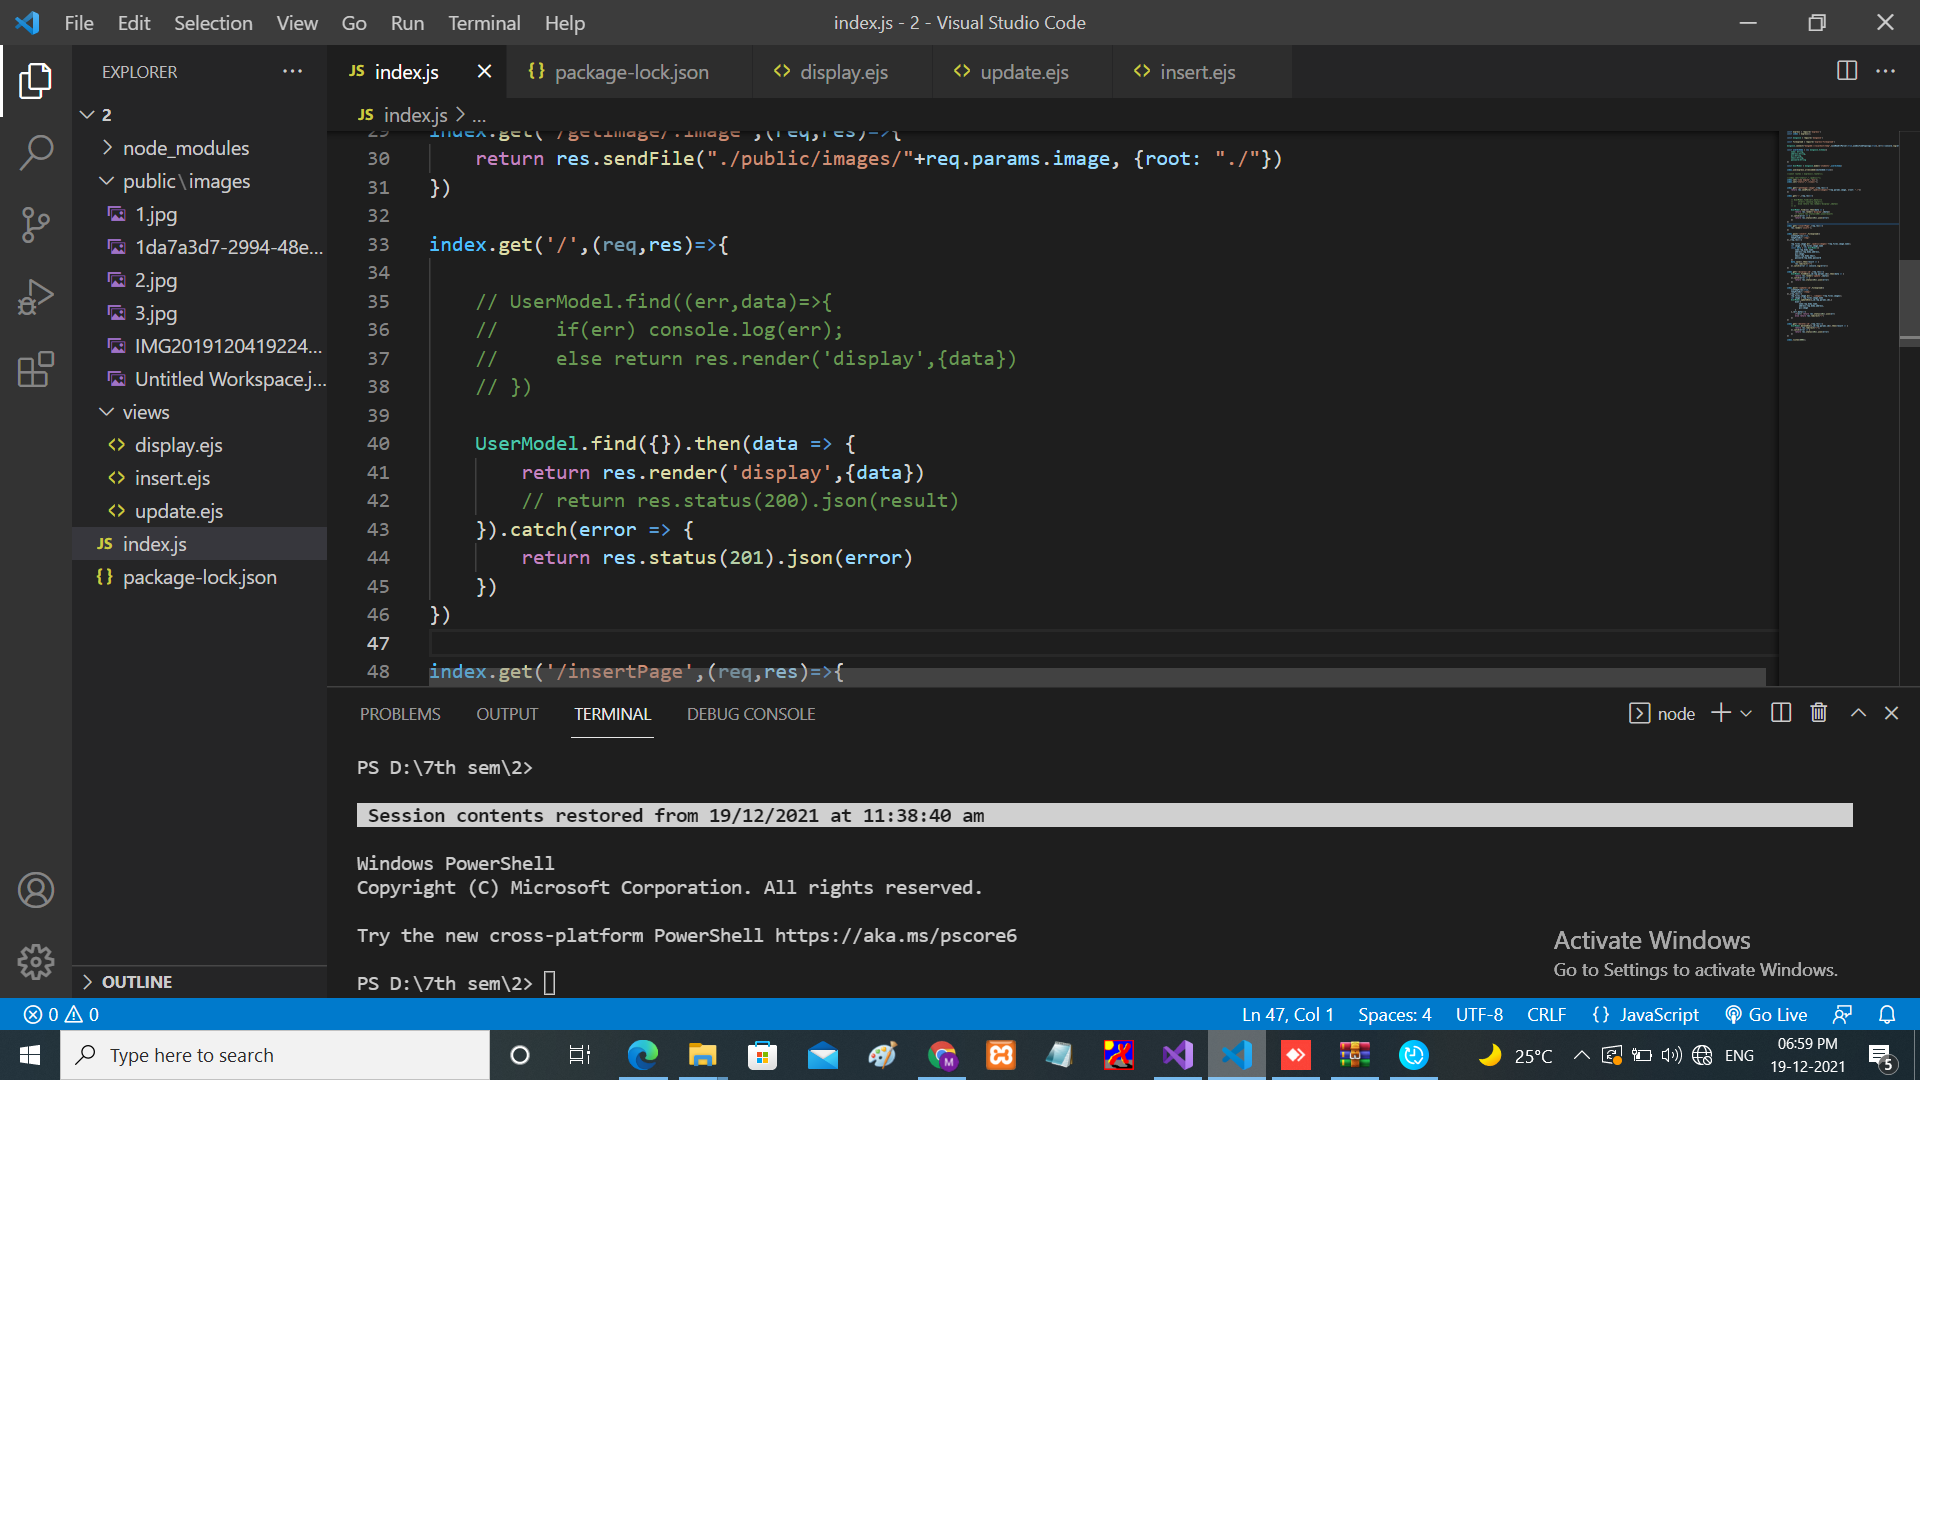 File Edit Selection View Go Run Terminal Help
index.js - 2 - Visual Studio Code
EXPLORER
2
node_modules
public\images
1.jpg
1da7a3d7-2994-48e...
2.jpg
3.jpg
IMG2019120419224...
Untitled Workspace.j...
views
display.ejs
insert.ejs
update.ejs
JS index.js
{} package-lock.json
OUTLINE
JS index.js
{} package-lock.json
<> display.ejs
<> update.ejs
<> insert.ejs
JS index.js > ...
29 index.get("/getimage/:image",(req,res)=>{
30 return res.sendFile("./public/images/"+req.params.image, {root: "./"})
31 })
32
33 index.get('/',(req,res)=>{
34
35 // UserModel.find((err,data)=>{
36 //     if(err) console.log(err);
37 //     else return res.render('display',{data})
38 // })
39
40 UserModel.find({}).then(data => {
41 return res.render('display',{data})
42 // return res.status(200).json(result)
43 }).catch(error => {
44 return res.status(201).json(error)
45 })
46 })
47
48 index.get('/insertPage',(req,res)=>{
PROBLEMS OUTPUT TERMINAL DEBUG CONSOLE
node
PS D:\7th sem\2>
Session contents restored from 19/12/2021 at 11:38:40 am
Windows PowerShell
Copyright (C) Microsoft Corporation. All rights reserved.
Try the new cross-platform PowerShell https://aka.ms/pscore6
PS D:\7th sem\2>
Activate Windows
Go to Settings to activate Windows.
0 0
Ln 47, Col 1 Spaces: 4 UTF-8 CRLF {} JavaScript Go Live
Type here to search
M
25°C
ENG
06:59 PM
19-12-2021
5